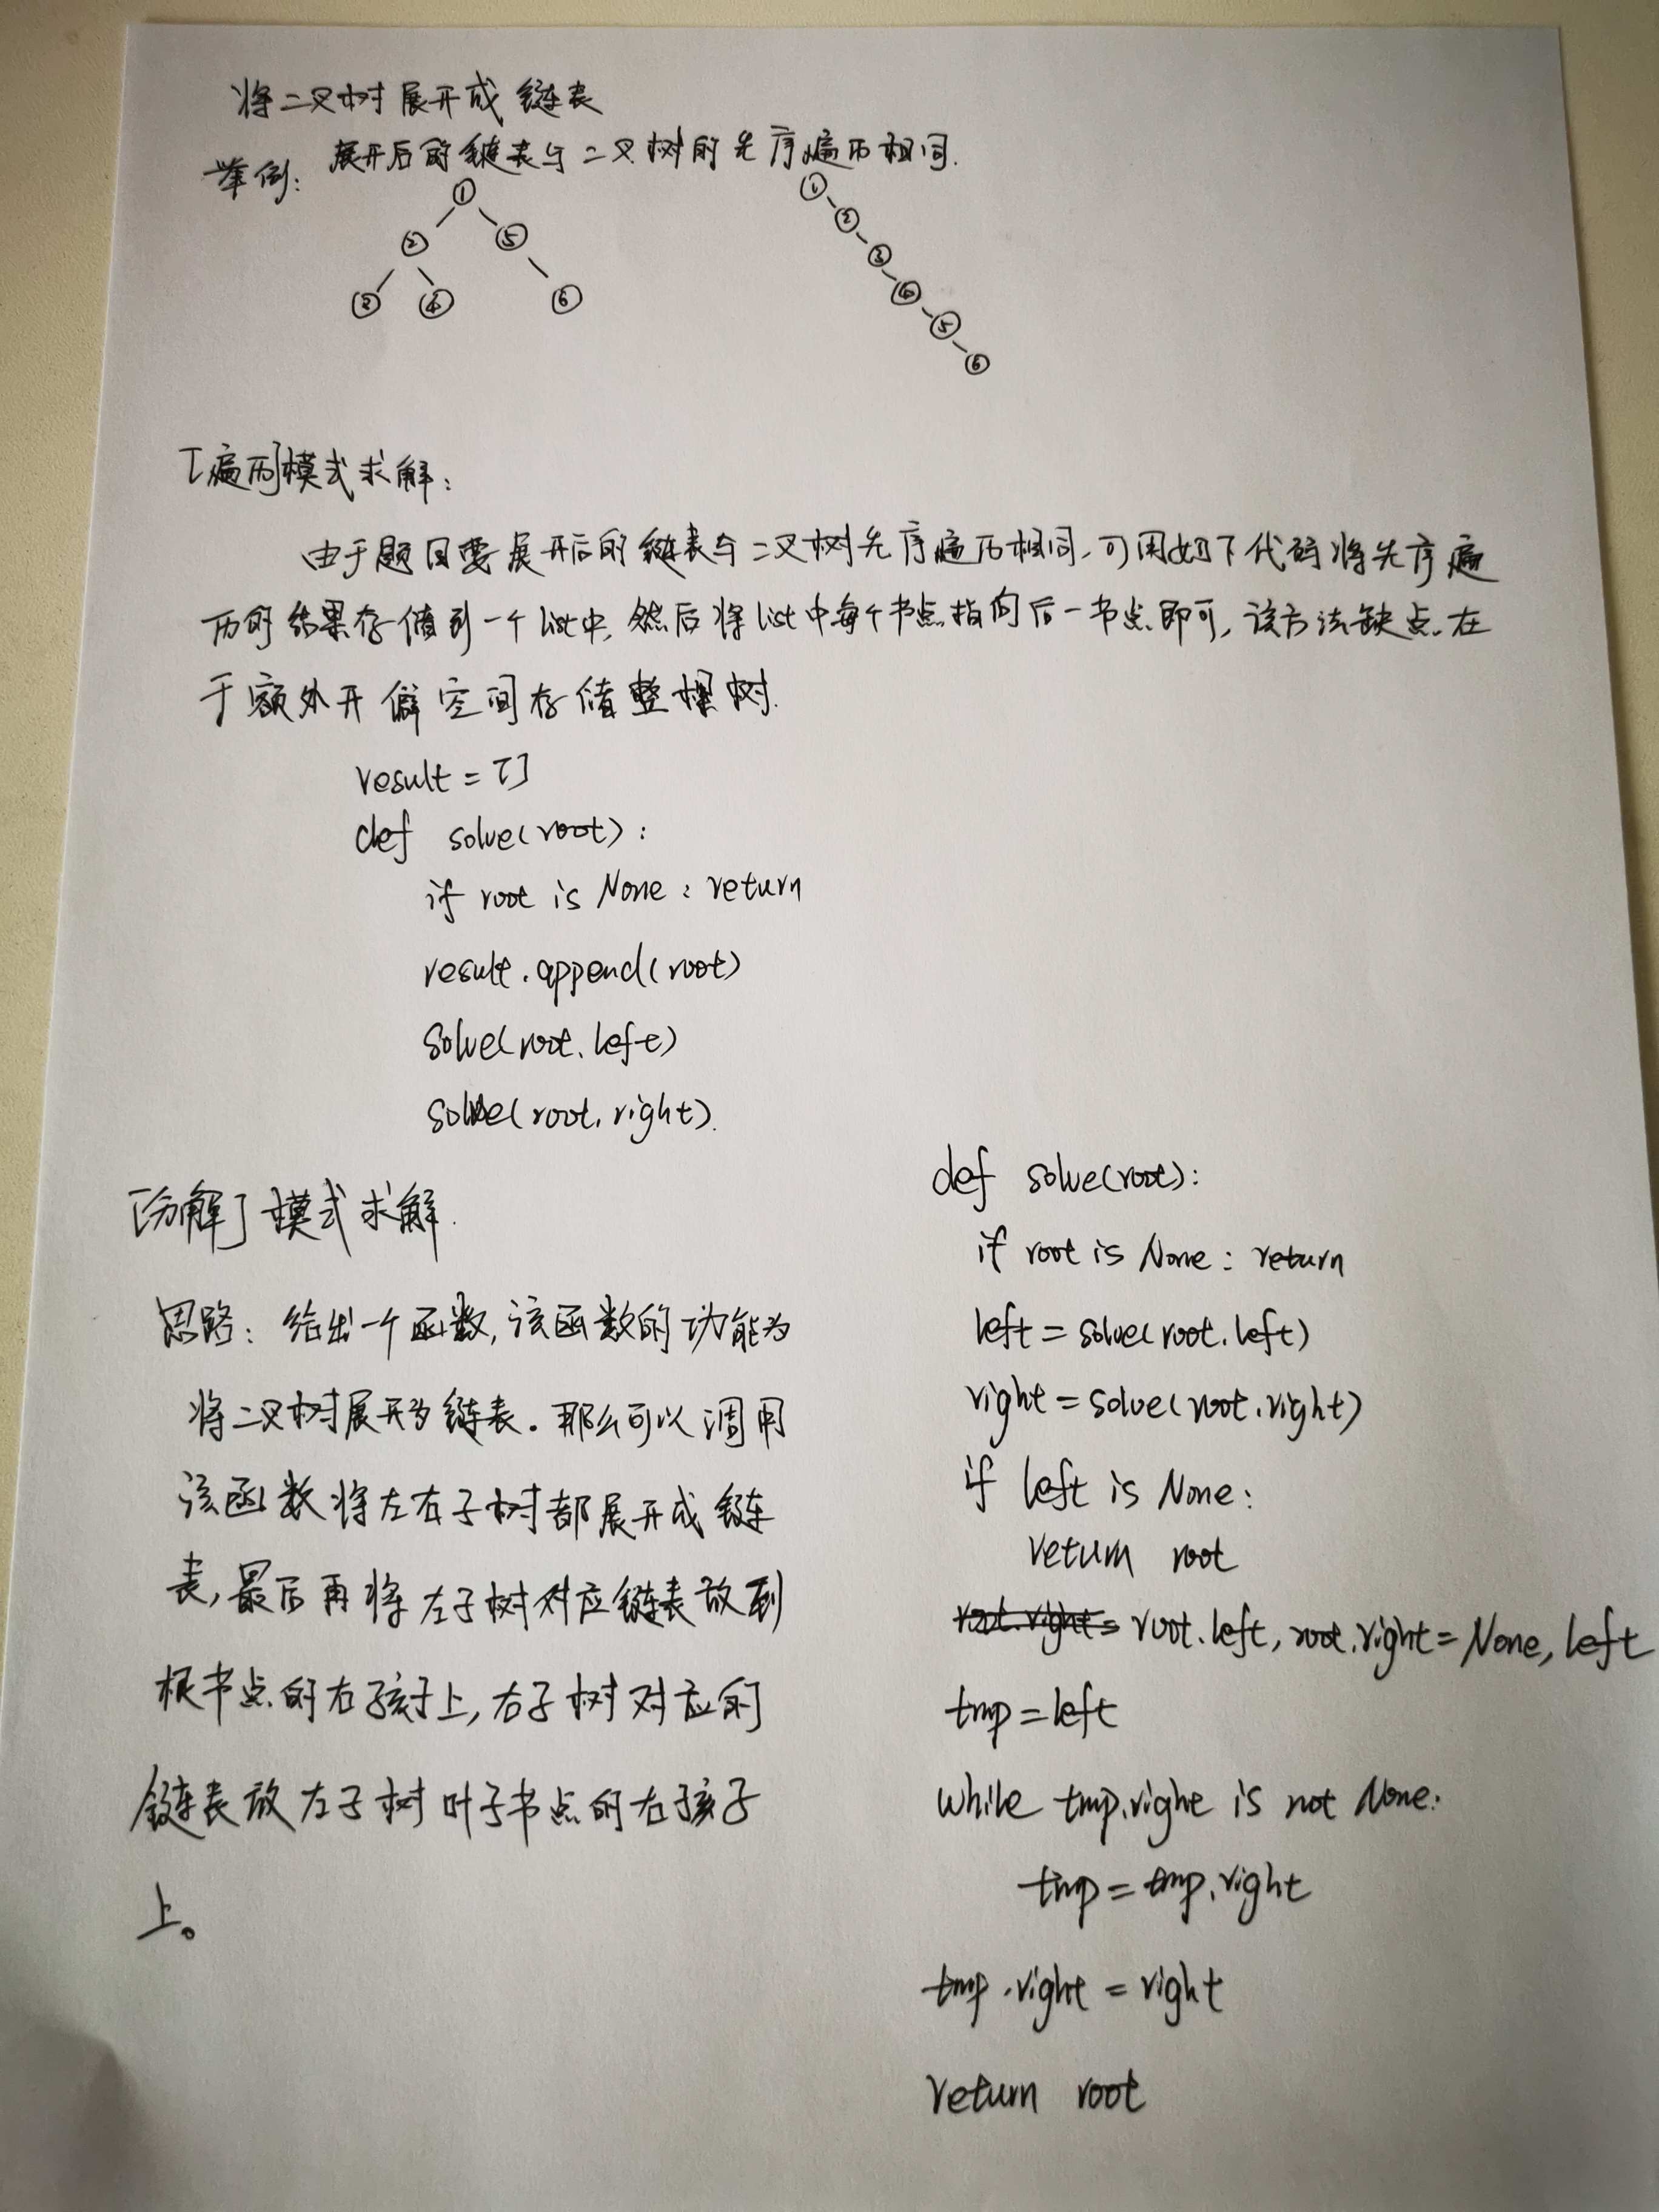 将二叉树展开成链表
展开后的链表与二叉树的先序遍历相同.
举例:
① ①
② ⑤ ②
③ ④ ⑥ ③
④
⑤
⑥
「遍历」模式求解:
由于题目要展开后的链表与二叉树先序遍历相同,可用如下代码将先序遍
历的结果存储到一个list中,然后将list中每个节点指向后一节点即可,该方法缺点在
于额外开僻空间存储整棵树.
result = []
def solve(root):
if root is None: return
result.append(root)
solve(root.left)
solve(root.right).
「分解」模式求解.
思路: 给出一个函数,该函数的功能为
将二叉树展开为链表。那么可以调用
该函数将左右子树都展开成链
表,最后再将左子树对应链表放到
根节点的右孩子上,右子树对应的
链表放左子树叶子节点的右孩子
上。
def solve(root):
if root is None: return
left = solve(root.left)
right = solve(root.right)
if left is None:
return root
root.right= root.left, root.right = None, left
tmp = left
while tmp.right is not None:
tmp = tmp.right
tmp.right = right
return root